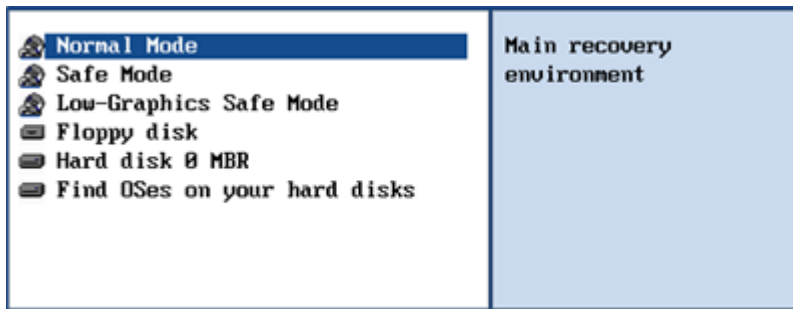 Normal Mode
Safe Mode
Low-Graphics Safe Mode
Floppy disk
Hard disk 0 MBR
Find OSes on your hard disks
Main recovery
environment